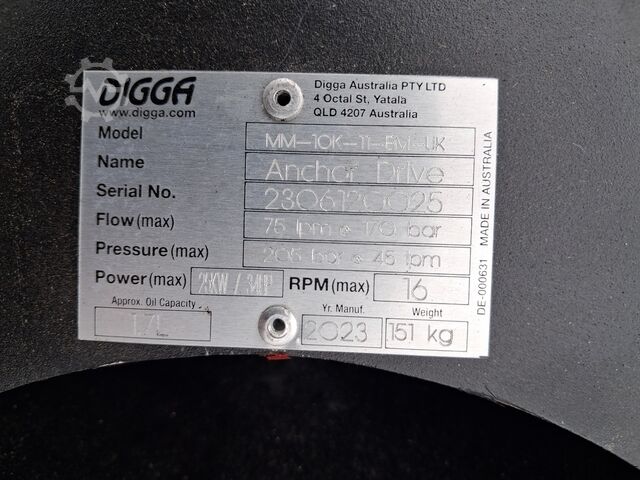 DIGGA
www.digga.com
Digga Australia PTY LTD
4 Octal St, Yatala
QLD 4207 Australia
Model MM-10K-11-EM-UK
Name Anchor Drive
Serial No. 2306120025
Flow (max) 75 lpm @ 170 bar
Pressure (max) 205 bar @ 45 lpm
Power (max) / RPM (max) 16
Approx. Oil Capacity Yr. Manuf. Weight
1.7L 2023 151 kg
DE-000631 MADE IN AUSTRALIA